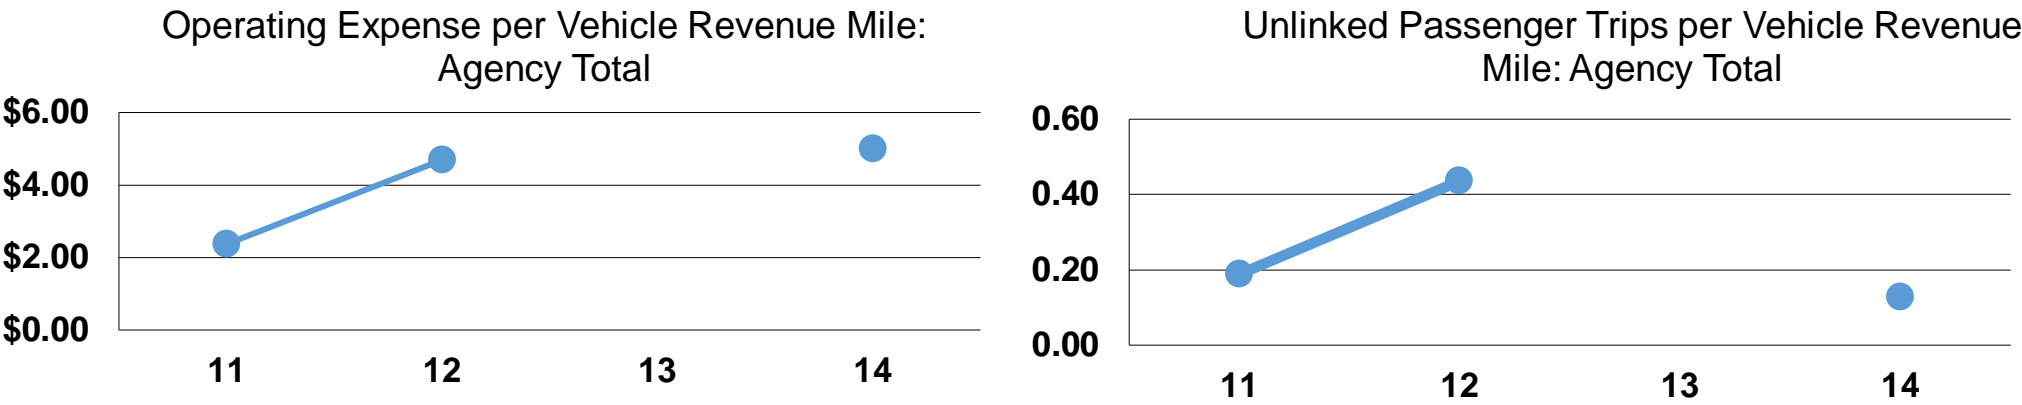 Operating Expense per Vehicle Revenue Mile:
Agency Total
$6.00
$4.00
$2.00
$0.00
11 12 13 14
Unlinked Passenger Trips per Vehicle Revenue
Mile: Agency Total
0.60
0.40
0.20
0.00
11 12 13 14